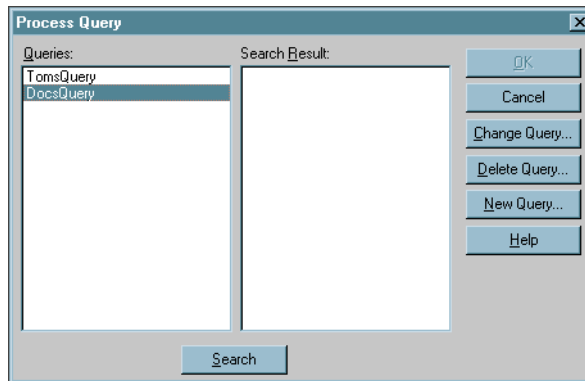 Process Query
Queries:
Search Result:
TomsQuery
DocsQuery
OK
Cancel
Change Query...
Delete Query...
New Query...
Help
Search